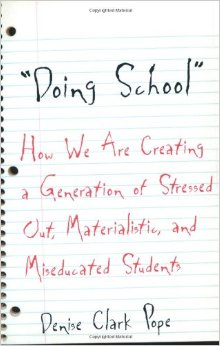 "Doing School"
How We Are Creating
a Generation of Stressed
Out, Materialistic, and
Miseducated Students
Denise Clark Pope